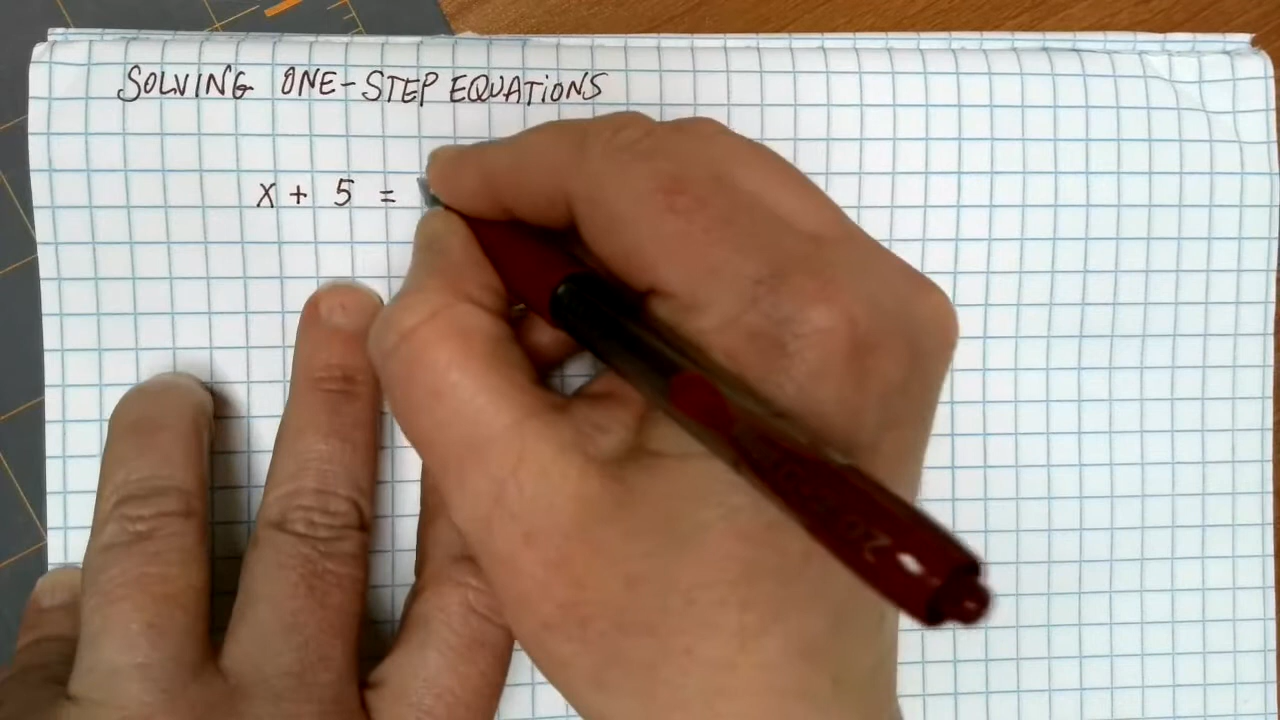 SOLVING ONE-STEP EQUATIONS
x + 5 =